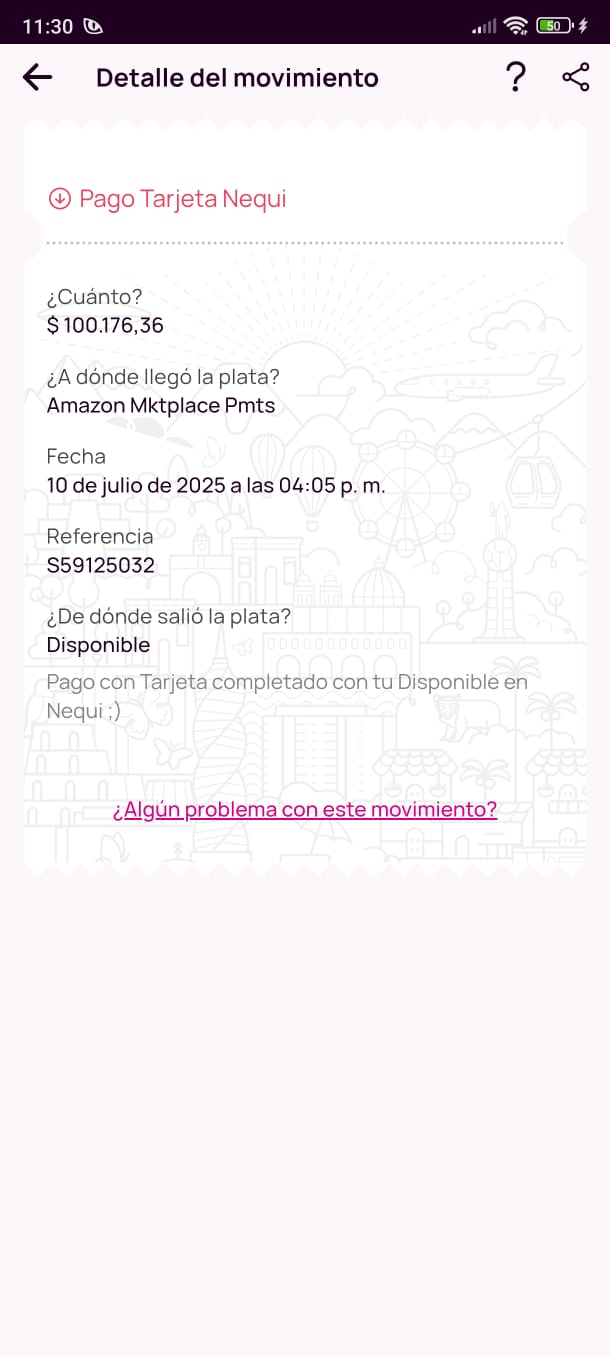 11:30
50
Detalle del movimiento
Pago Tarjeta Nequi
¿Cuánto?
$ 100.176,36
¿A dónde llegó la plata?
Amazon Mktplace Pmts
Fecha
10 de julio de 2025 a las 04:05 p. m.
Referencia
S59125032
¿De dónde salió la plata?
Disponible
Pago con Tarjeta completado con tu Disponible en
Nequi ;)
¿Algún problema con este movimiento?